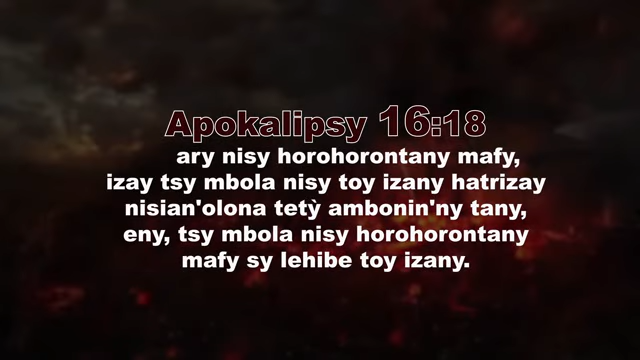 Apokalipsy 16:18
ary nisy horohorontany mafy,
izay tsy mbola nisy toy izany hatrizay
nisian'olona tetỳ ambonin'ny tany,
eny, tsy mbola nisy horohorontany
mafy sy lehibe toy izany.